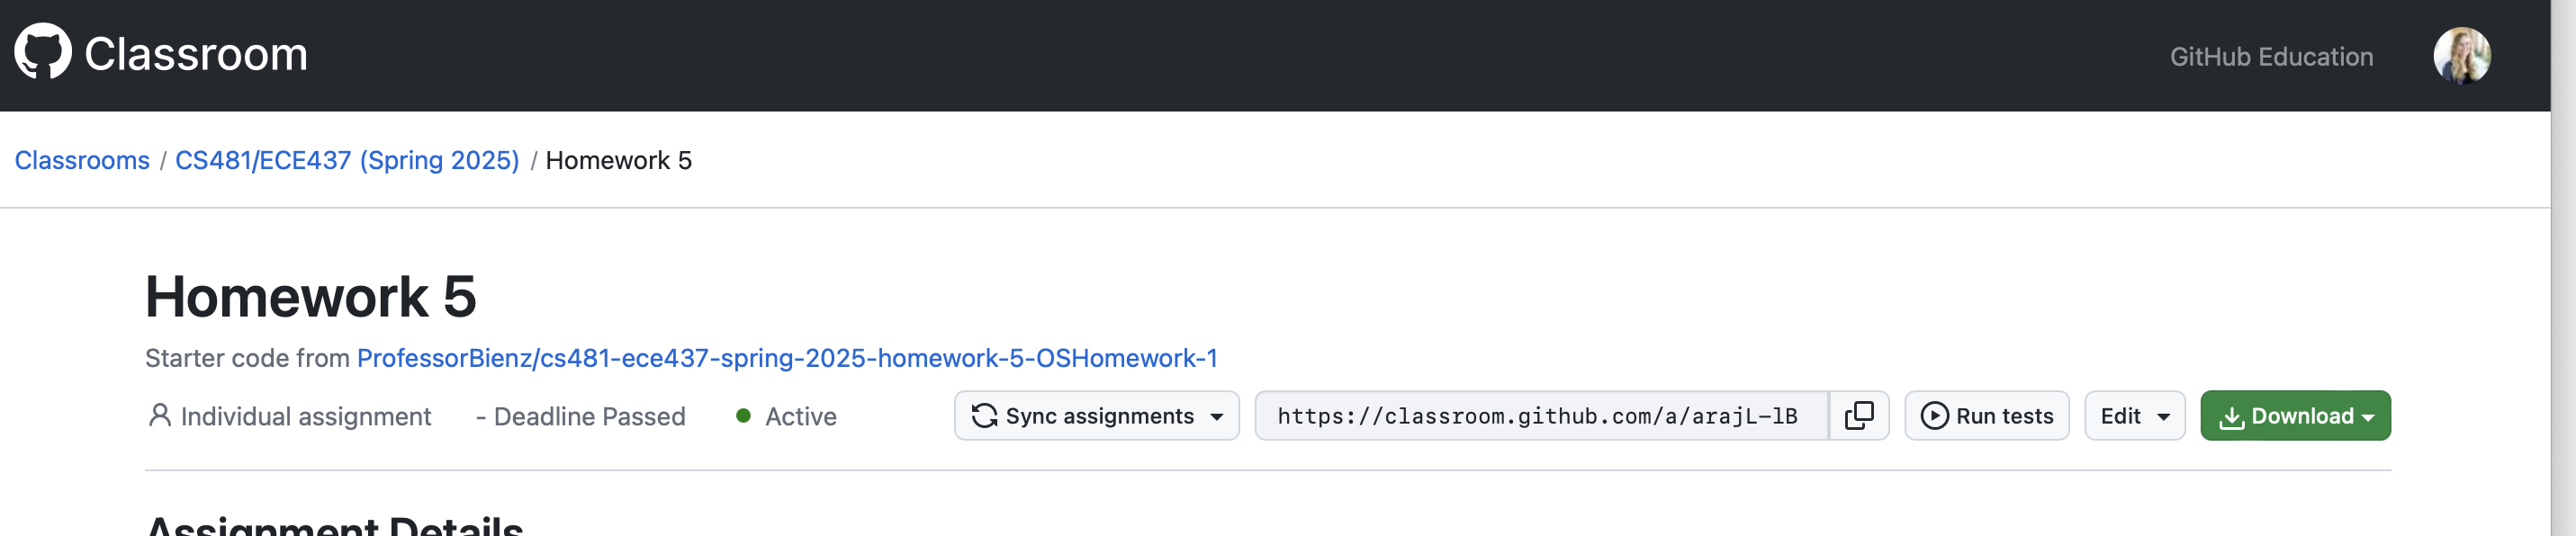 Classroom GitHub Education
Classrooms / CS481/ECE437 (Spring 2025) / Homework 5
Homework 5
Starter code from ProfessorBienz/cs481-ece437-spring-2025-homework-5-OSHomework-1
Individual assignment - Deadline Passed Active Sync assignments https://classroom.github.com/a/arajL-lB Run tests Edit Download
Assignment Details